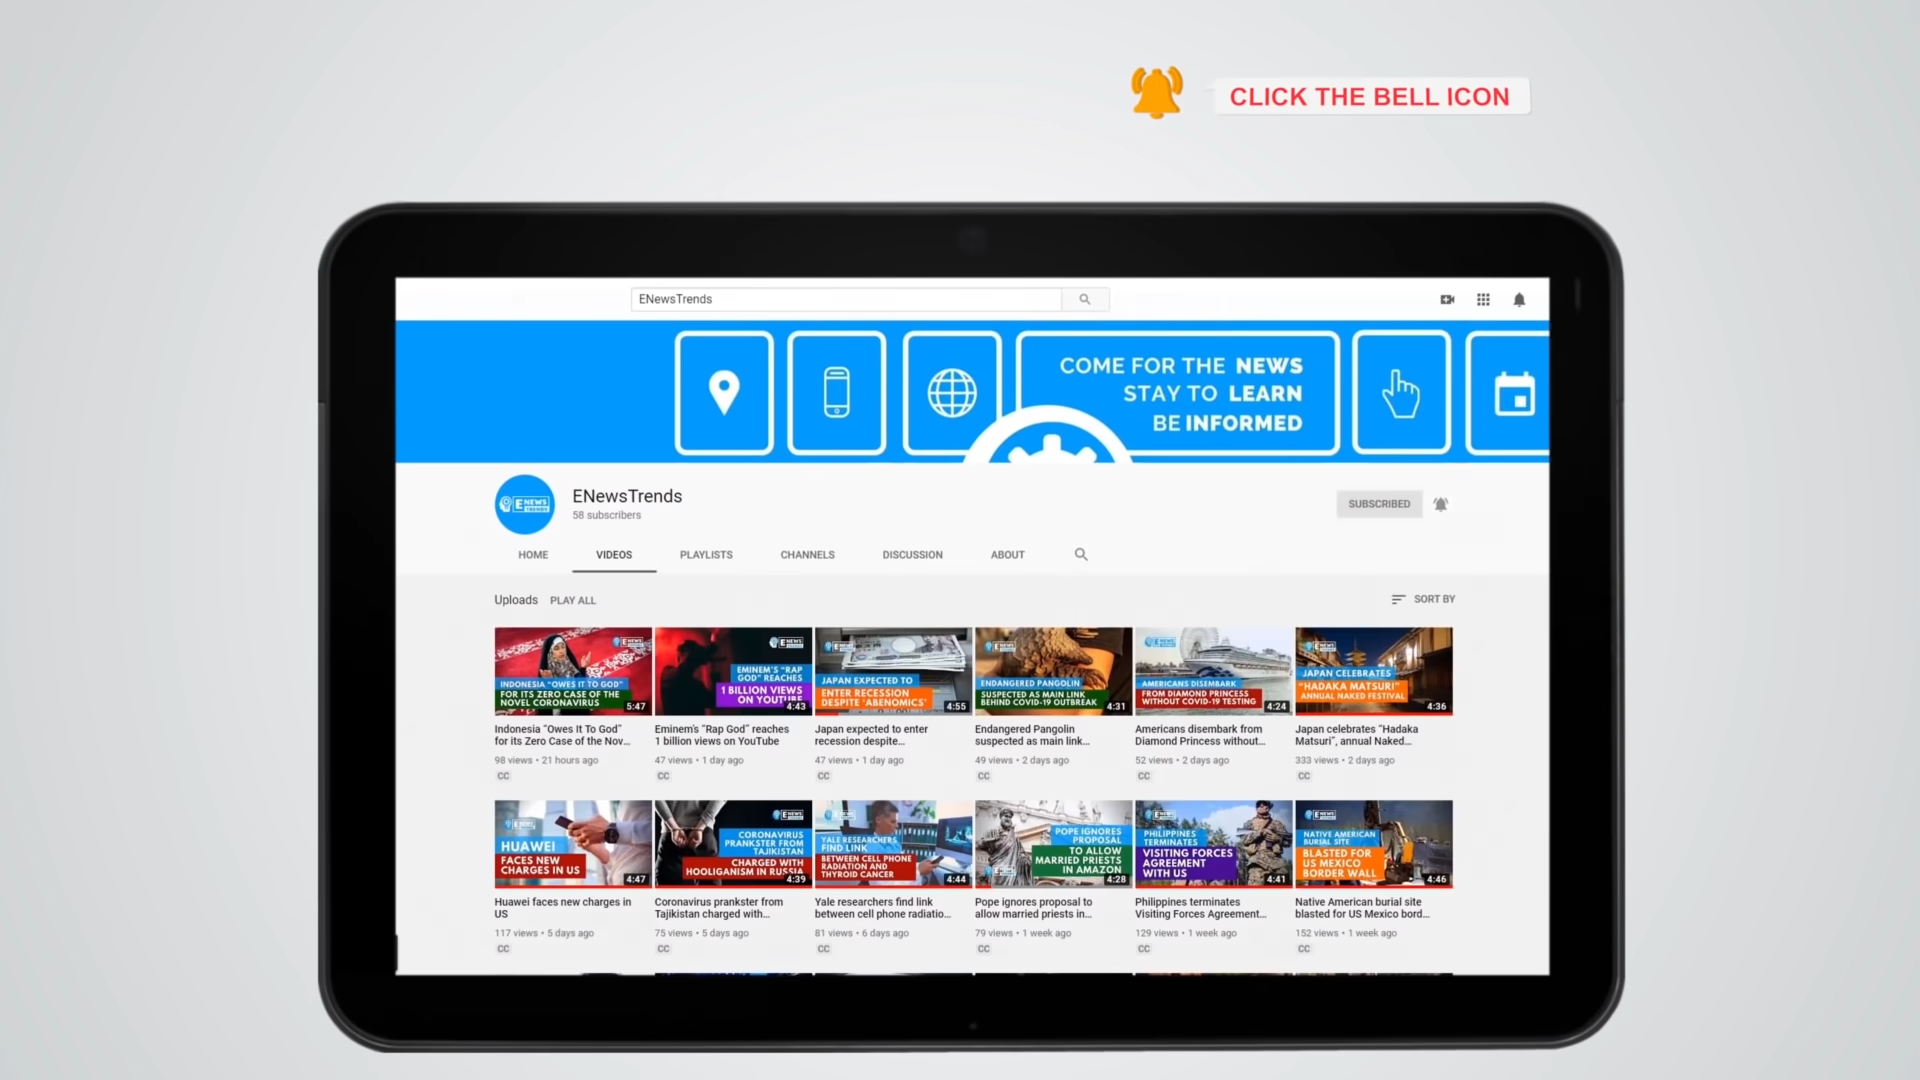 CLICK THE BELL ICON
ENewsTrends
COME FOR THE NEWS
STAY TO LEARN
BE INFORMED
E NEWS
TRENDS
ENewsTrends
58 subscribers
SUBSCRIBED
HOME VIDEOS PLAYLISTS CHANNELS DISCUSSION ABOUT
Uploads PLAY ALL
SORT BY
INDONESIA "OWES IT TO GOD"
FOR ITS ZERO CASE OF THE
NOVEL CORONAVIRUS
5:47
EMINEM'S "RAP
GOD" REACHES
1 BILLION VIEWS
ON YOUTUBE
4:43
JAPAN EXPECTED TO
ENTER RECESSION
DESPITE 'ABENOMICS'
4:55
ENDANGERED PANGOLIN
SUSPECTED AS MAIN LINK
BEHIND COVID-19 OUTBREAK
4:31
AMERICANS DISEMBARK
FROM DIAMOND PRINCESS
WITHOUT COVID-19 TESTING
4:24
JAPAN CELEBRATES
"HADAKA MATSURI"
ANNUAL NAKED FESTIVAL
4:36
Indonesia "Owes It To God"
for its Zero Case of the Nov...
98 views • 21 hours ago
CC
Eminem's "Rap God" reaches
1 billion views on YouTube
47 views • 1 day ago
CC
Japan expected to enter
recession despite...
47 views • 1 day ago
CC
Endangered Pangolin
suspected as main link...
49 views • 2 days ago
CC
Americans disembark from
Diamond Princess without...
52 views • 2 days ago
CC
Japan celebrates "Hadaka
Matsuri", annual Naked...
333 views • 2 days ago
CC
HUAWEI
FACES NEW
CHARGES IN US
4:47
CORONAVIRUS
PRANKSTER FROM
TAJIKISTAN
CHARGED WITH
HOOLIGANISM IN RUSSIA
4:39
YALE RESEARCHERS
FIND LINK
BETWEEN CELL PHONE
RADIATION AND
THYROID CANCER
4:44
POPE IGNORES
PROPOSAL
TO ALLOW
MARRIED PRIESTS
IN AMAZON
4:28
PHILIPPINES
TERMINATES
VISITING FORCES
AGREEMENT
WITH US
4:41
NATIVE AMERICAN
BURIAL SITE
BLASTED FOR
US MEXICO
BORDER WALL
4:46
Huawei faces new charges in
US
117 views • 5 days ago
CC
Coronavirus prankster from
Tajikistan charged with...
75 views • 5 days ago
CC
Yale researchers find link
between cell phone radiatio...
81 views • 6 days ago
CC
Pope ignores proposal to
allow married priests in...
79 views • 1 week ago
CC
Philippines terminates
Visiting Forces Agreement...
129 views • 1 week ago
CC
Native American burial site
blasted for US Mexico bord...
152 views • 1 week ago
CC